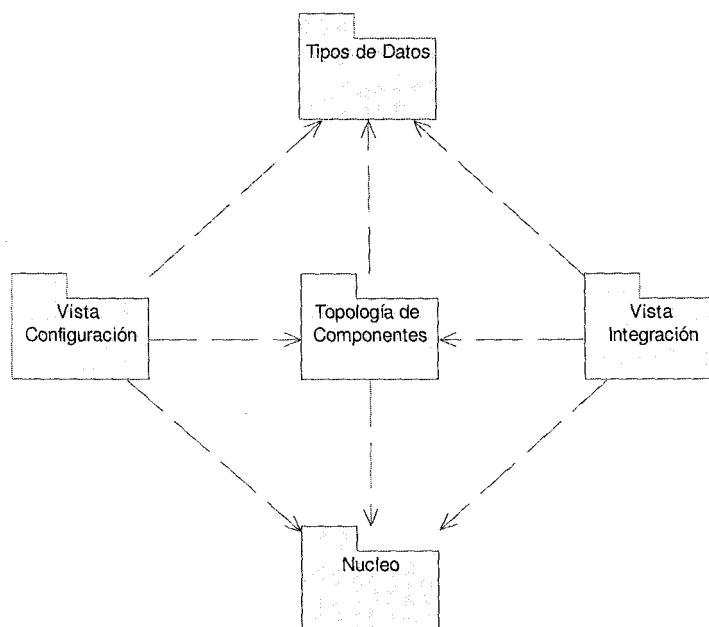 Tipos de Datos
Vista
Configuración
Topología de
Componentes
Vista
Integración
Nucleo